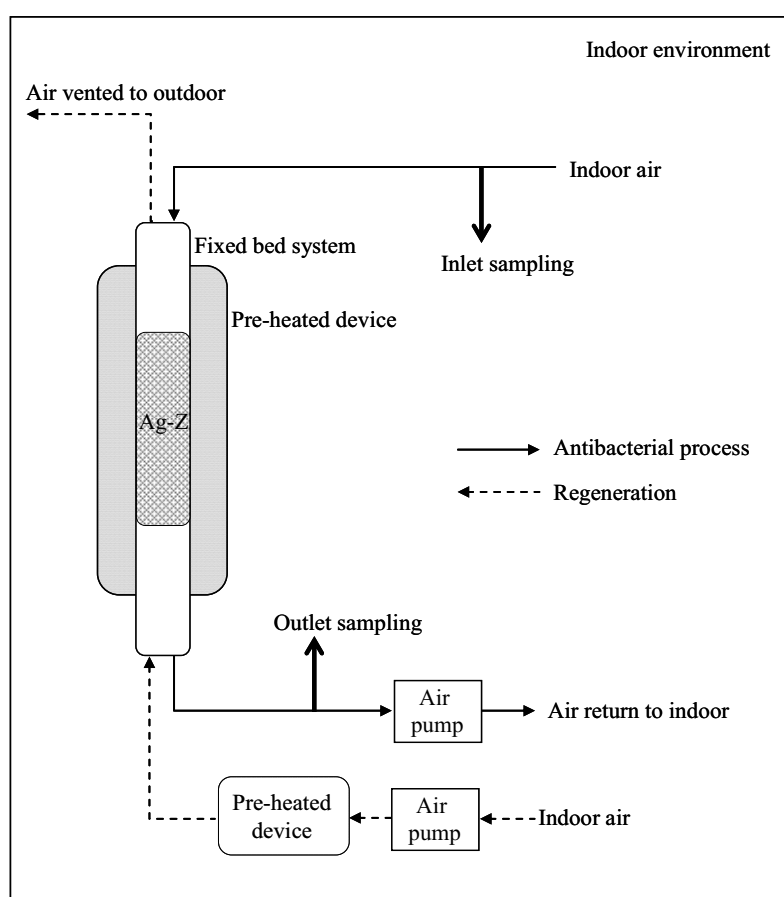 Indoor environment
Air vented to outdoor
Indoor air
Fixed bed system
Inlet sampling
Pre-heated device
Ag-Z
Antibacterial process
Regeneration
Outlet sampling
Air
pump
Air return to indoor
Pre-heated
device
Air
pump
Indoor air